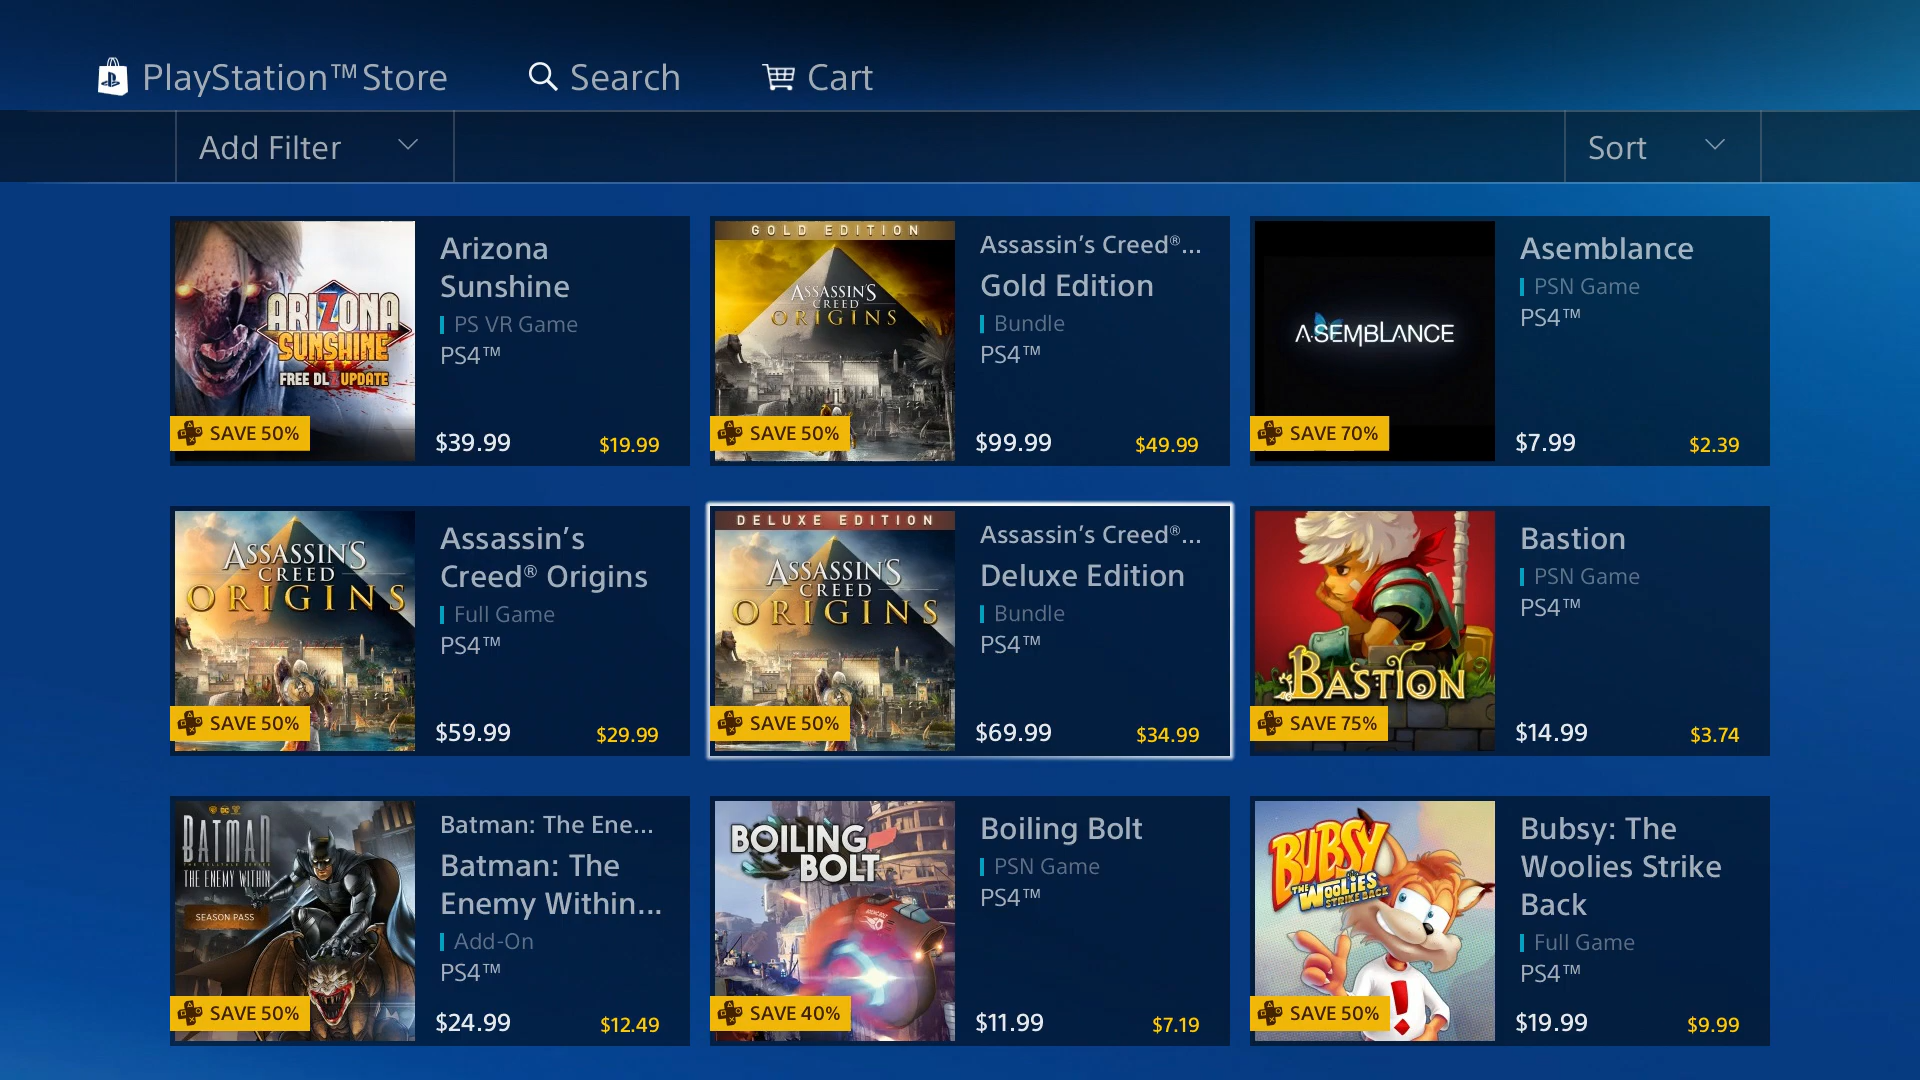 PlayStation™Store
Search
Cart
Add Filter
Sort
ARIZONA
SUNSHINE
FREE DLZ UPDATE
SAVE 50%
Arizona
Sunshine
PS VR Game
PS4™
$39.99
$19.99
GOLD EDITION
ASSASSIN'S
CREED
ORIGINS
SAVE 50%
Assassin's Creed®...
Gold Edition
Bundle
PS4™
$99.99
$49.99
ASEMBLANCE
SAVE 70%
Asemblance
PSN Game
PS4™
$7.99
$2.39
ASSASSIN'S
CREED
ORIGINS
SAVE 50%
Assassin's
Creed® Origins
Full Game
PS4™
$59.99
$29.99
DELUXE EDITION
ASSASSIN'S
CREED
ORIGINS
SAVE 50%
Assassin's Creed®...
Deluxe Edition
Bundle
PS4™
$69.99
$34.99
BASTION
SAVE 75%
Bastion
PSN Game
PS4™
$14.99
$3.74
BATMAN
THE TELLTALE SERIES
THE ENEMY WITHIN
SEASON PASS
SAVE 50%
Batman: The Ene...
Batman: The
Enemy Within...
Add-On
PS4™
$24.99
$12.49
BOILING
BOLT
SAVE 40%
Boiling Bolt
PSN Game
PS4™
$11.99
$7.19
BUBSY
THE WOOLIES
STRIKE BACK
SAVE 50%
Bubsy: The
Woolies Strike
Back
Full Game
PS4™
$19.99
$9.99